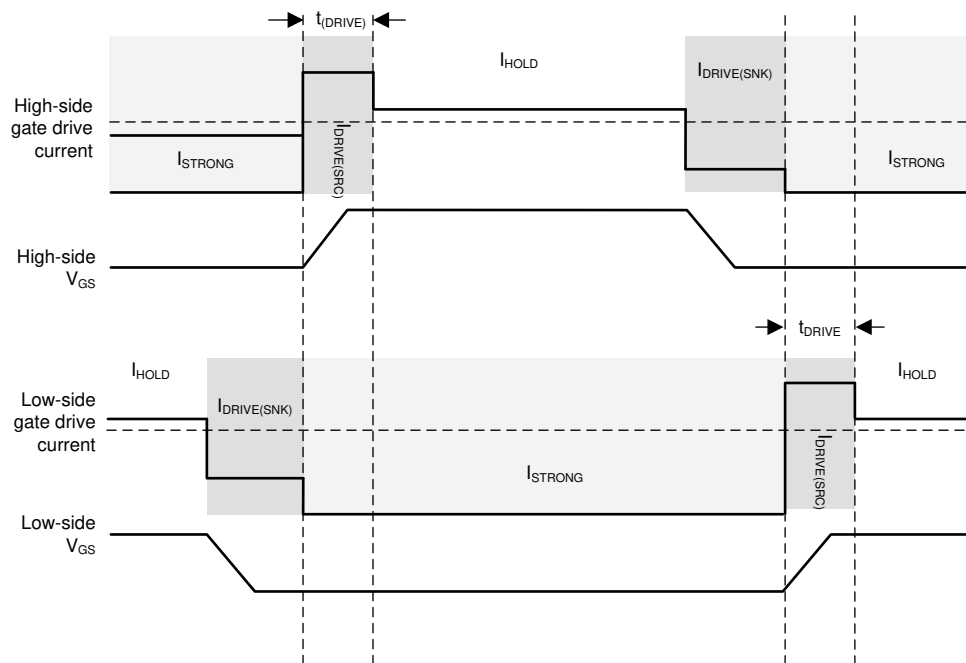 t(DRIVE)
IHOLD
IDRIVE(SNK)
High-side
gate drive
current
IDRIVE(SRC)
ISTRONG
ISTRONG
High-side
VGS
tDRIVE
IHOLD
IHOLD
IDRIVE(SNK)
Low-side
gate drive
current
IDRIVE(SRC)
ISTRONG
Low-side
VGS